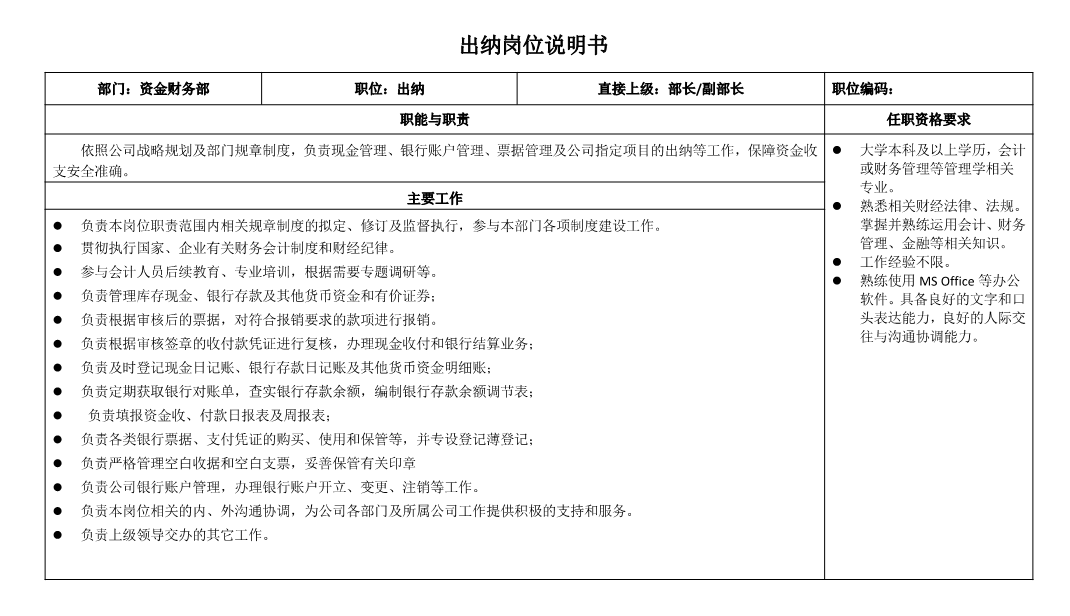 出纳岗位说明书
部门：资金财务部
职位：出纳
直接上级：部长/副部长
职位编码：
职能与职责
任职资格要求
依照公司战略规划及部门规章制度，负责现金管理、银行账户管理、票据管理及公司指定项目的出纳等工作，保障资金收
支安全准确。
主要工作
● 负责本岗位职责范围内相关规章制度的拟定、修订及监督执行，参与本部门各项制度建设工作。
● 贯彻执行国家、企业有关财务会计制度和财经纪律。
● 参与会计人员后续教育、专业培训，根据需要专题调研等。
● 负责管理库存现金、银行存款及其他货币资金和有价证券；
● 负责根据审核后的票据，对符合报销要求的款项进行报销。
● 负责根据审核签章的收付款凭证进行复核，办理现金收付和银行结算业务；
● 负责及时登记现金日记账、银行存款日记账及其他货币资金明细账；
● 负责定期获取银行对账单，查实银行存款余额，编制银行存款余额调节表；
● 负责填报资金收、付款日报表及周报表；
● 负责各类银行票据、支付凭证的购买、使用和保管等，并专设登记薄登记；
● 负责严格管理空白收据和空白支票，妥善保管有关印章
● 负责公司银行账户管理，办理银行账户开立、变更、注销等工作。
● 负责本岗位相关的内、外沟通协调，为公司各部门及所属公司工作提供积极的支持和服务。
● 负责上级领导交办的其它工作。
● 大学本科及以上学历，会计
或财务管理等管理学相关
专业。
● 熟悉相关财经法律、法规。
掌握并熟练运用会计、财务
管理、金融等相关知识。
● 工作经验不限。
● 熟练使用 MS Office 等办公
软件。具备良好的文字和口
头表达能力，良好的人际交
往与沟通协调能力。